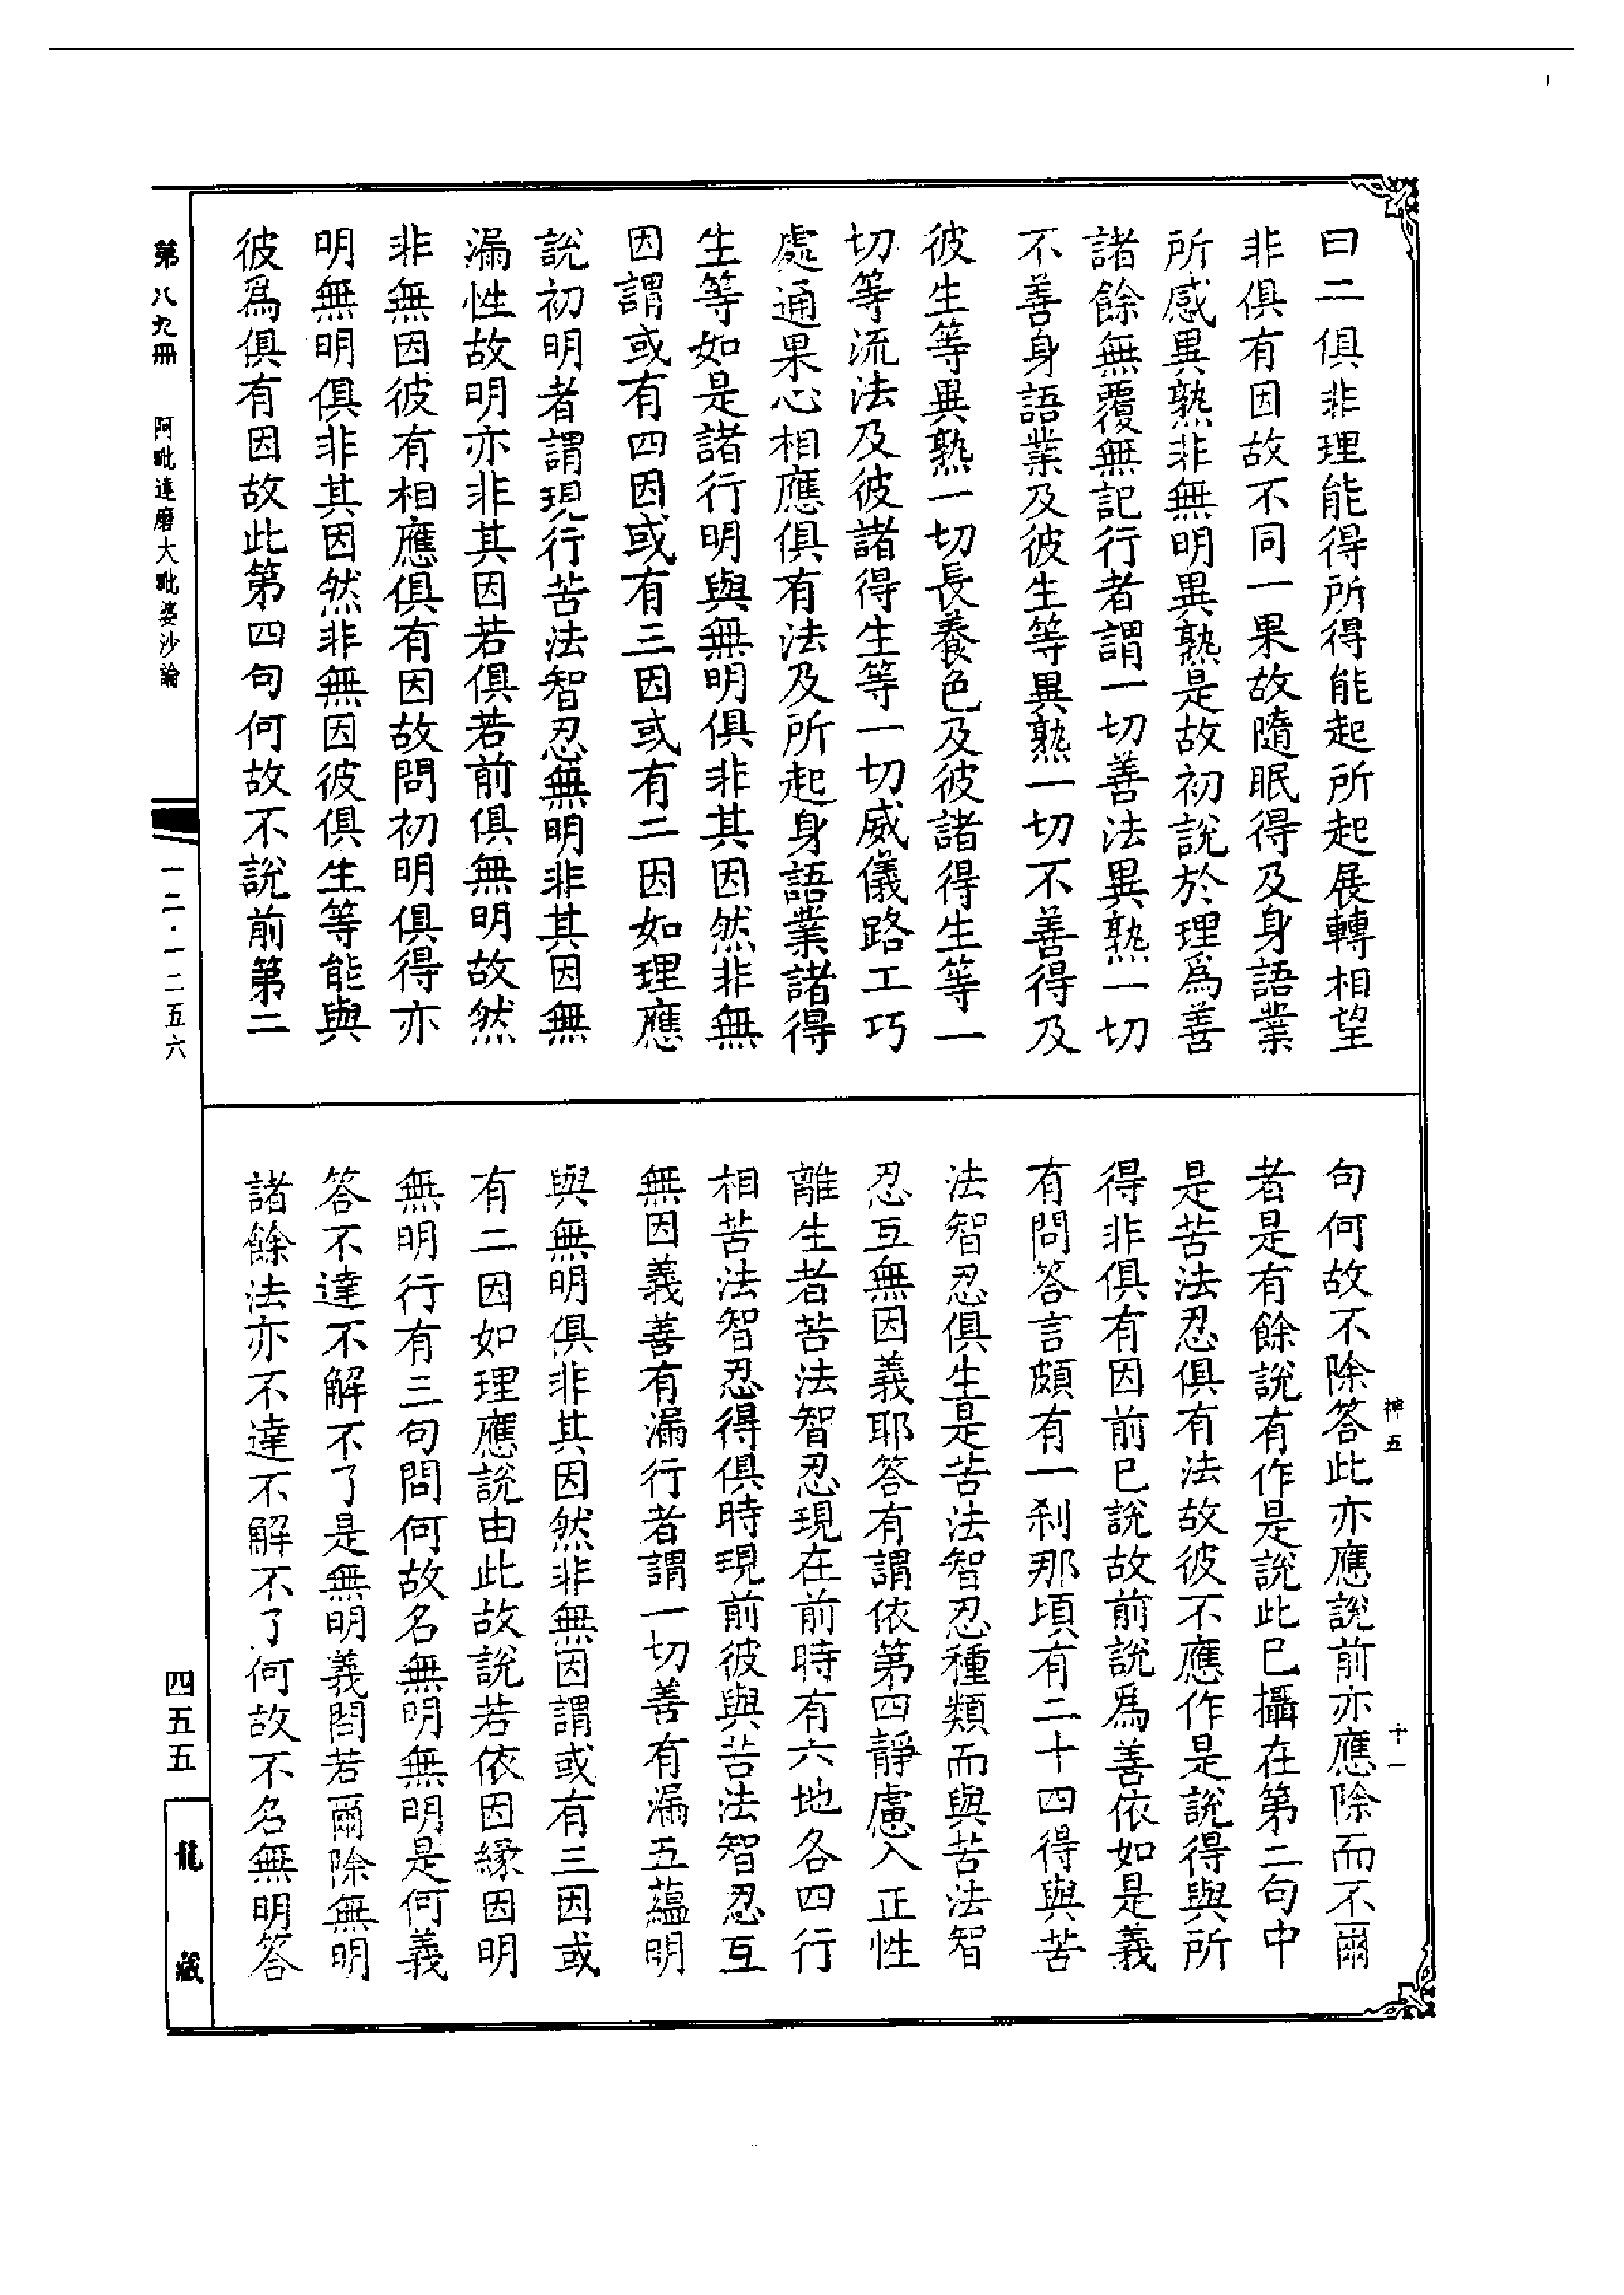 曰二俱非理能得所得能起所起展轉相望
非俱有因故不同一果故隨眠得及身語業
所感異熟非無明異熟是故初說於理爲善
諸餘無覆無記行者謂一切善法異熟一切
不善身語業及彼生等異熟一切不善得及
彼生等異熟一切長養色及彼諸得生等一
切等流法及彼諸得生等一切威儀路工巧
處通果心相應俱有法及所起身語業諸得
生等如是諸行明與無明俱非其因然非無
因謂或有四因或有三因或有二因如理應
說初明者謂現行苦法智忍無明非其因無
漏性故明亦非其因若俱若前俱無明故然
非無因彼有相應俱有因故問初明俱得亦
明無明俱非其因然非無因彼俱生等能與
彼爲俱有因故此第四句何故不說前第二
句何故不除答此亦應說前亦應除而不爾
者是有餘說有作是說此已攝在第二句中
是苦法忍俱有法故彼不應作是說得與所
得非俱有因前已說故前說爲善依如是義
有問答言頗有一剎那頃有二十四得與苦
法智忍俱生是苦法智忍種類而與苦法智
忍互無因義耶答有謂依第四靜慮入正性
離生者苦法智忍現在前時有六地各四行
相苦法智忍得俱時現前彼與苦法智忍互
無因義善有漏行者謂一切善有漏五蘊明
與無明俱非其因然非無因謂或有三因或
有二因如理應說由此故說若依因緣因明
無明行有三句問何故名無明無明是何義
答不達不解不了是無明義問若爾除無明
諸餘法亦不達不解不了何故不名無明答
神五
十一
第八九冊
阿毗達磨大毗婆沙論
一二·一二五六
四五五
龍藏